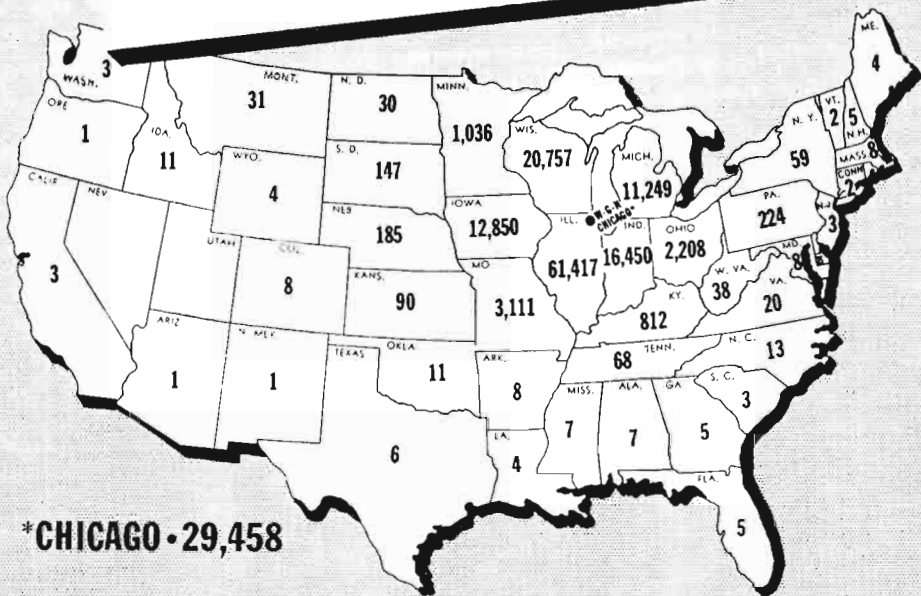 WASH.
3
ORE
1
CALIF
3
NEV
IDA.
11
MONT.
31
WYO.
4
UTAH
COL.
8
ARIZ
1
N. MEX
1
N. D.
30
S. D.
147
NEB
185
KANS.
90
OKLA.
11
TEXAS
6
MINN.
1,036
IOWA
12,850
MO
3,111
ARK.
8
LA.
4
WIS.
20,757
ILL.
61,417
W-G-N
CHICAGO*
MICH.
11,249
IND.
16,450
OHIO
2,208
KY.
812
TENN.
68
MISS.
7
ALA.
7
GA
5
FLA.
5
S. C.
3
N. C.
13
VA.
20
W. VA.
38
MD.
8
PA.
224
N.J.
3
N. Y.
59
CONN
2
MASS.
8
VT.
2
N.H.
5
ME.
4
*CHICAGO • 29,458